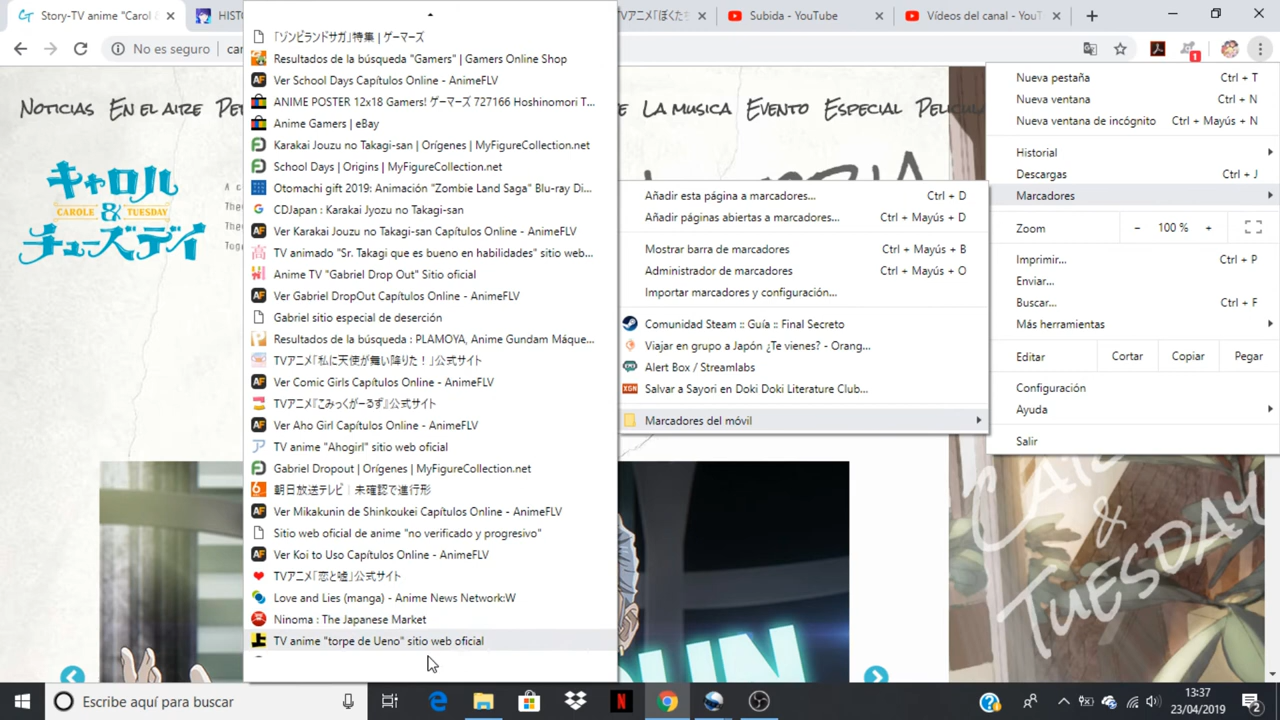 Story-TV anime "Carol &
HIST
TVアニメ「ぼくたち
Subida - YouTube
Vídeos del canal - YouT
No es seguro
car
1
Noticias En el aire Pe
La musica Evento Especial Pelicula
キャロル
CAROLE & TUESDAY
チューズデイ
A c
The
The
Toge
「ゾンビランドサガ」特集 | ゲーマーズ
Resultados de la búsqueda "Gamers" | Gamers Online Shop
Ver School Days Capítulos Online - AnimeFLV
ANIME POSTER 12x18 Gamers! ゲーマーズ 727166 Hoshinomori T...
Anime Gamers | eBay
Karakai Jouzu no Takagi-san | Orígenes | MyFigureCollection.net
School Days | Origins | MyFigureCollection.net
Otomachi gift 2019: Animación "Zombie Land Saga" Blu-ray Di...
CDJapan : Karakai Jyozu no Takagi-san
Ver Karakai Jouzu no Takagi-san Capítulos Online - AnimeFLV
TV animado "Sr. Takagi que es bueno en habilidades" sitio web...
Anime TV "Gabriel Drop Out" Sitio oficial
Ver Gabriel DropOut Capítulos Online - AnimeFLV
Gabriel sitio especial de deserción
Resultados de la búsqueda : PLAMOYA, Anime Gundam Máque...
TVアニメ「私に天使が舞い降りた！」公式サイト
Ver Comic Girls Capítulos Online - AnimeFLV
TVアニメ『こみっくがーるず』公式サイト
Ver Aho Girl Capítulos Online - AnimeFLV
TV anime "Ahogirl" sitio web oficial
Gabriel Dropout | Orígenes | MyFigureCollection.net
朝日放送テレビ｜未確認で進行形
Ver Mikakunin de Shinkoukei Capítulos Online - AnimeFLV
Sitio web oficial de anime "no verificado y progresivo"
Ver Koi to Uso Capítulos Online - AnimeFLV
TVアニメ「恋と嘘」公式サイト
Love and Lies (manga) - Anime News Network:W
Ninoma : The Japanese Market
TV anime "torpe de Ueno" sitio web oficial
Añadir esta página a marcadores... Ctrl + D
Añadir páginas abiertas a marcadores... Ctrl + Mayús + D
Mostrar barra de marcadores Ctrl + Mayús + B
Administrador de marcadores Ctrl + Mayús + O
Importar marcadores y configuración...
Comunidad Steam :: Guía :: Final Secreto
Viajar en grupo a Japón ¿Te vienes? - Orang...
Alert Box / Streamlabs
Salvar a Sayori en Doki Doki Literature Club...
Marcadores del móvil
Nueva pestaña Ctrl + T
Nueva ventana Ctrl + N
Nueva ventana de incógnito Ctrl + Mayús + N
Historial
Descargas Ctrl + J
Marcadores
Zoom - 100 % +
Imprimir... Ctrl + P
Enviar...
Buscar... Ctrl + F
Más herramientas
Editar Cortar Copiar Pegar
Configuración
Ayuda
Salir
&
TUESDAY
Escribe aquí para buscar
13:37
23/04/2019
2